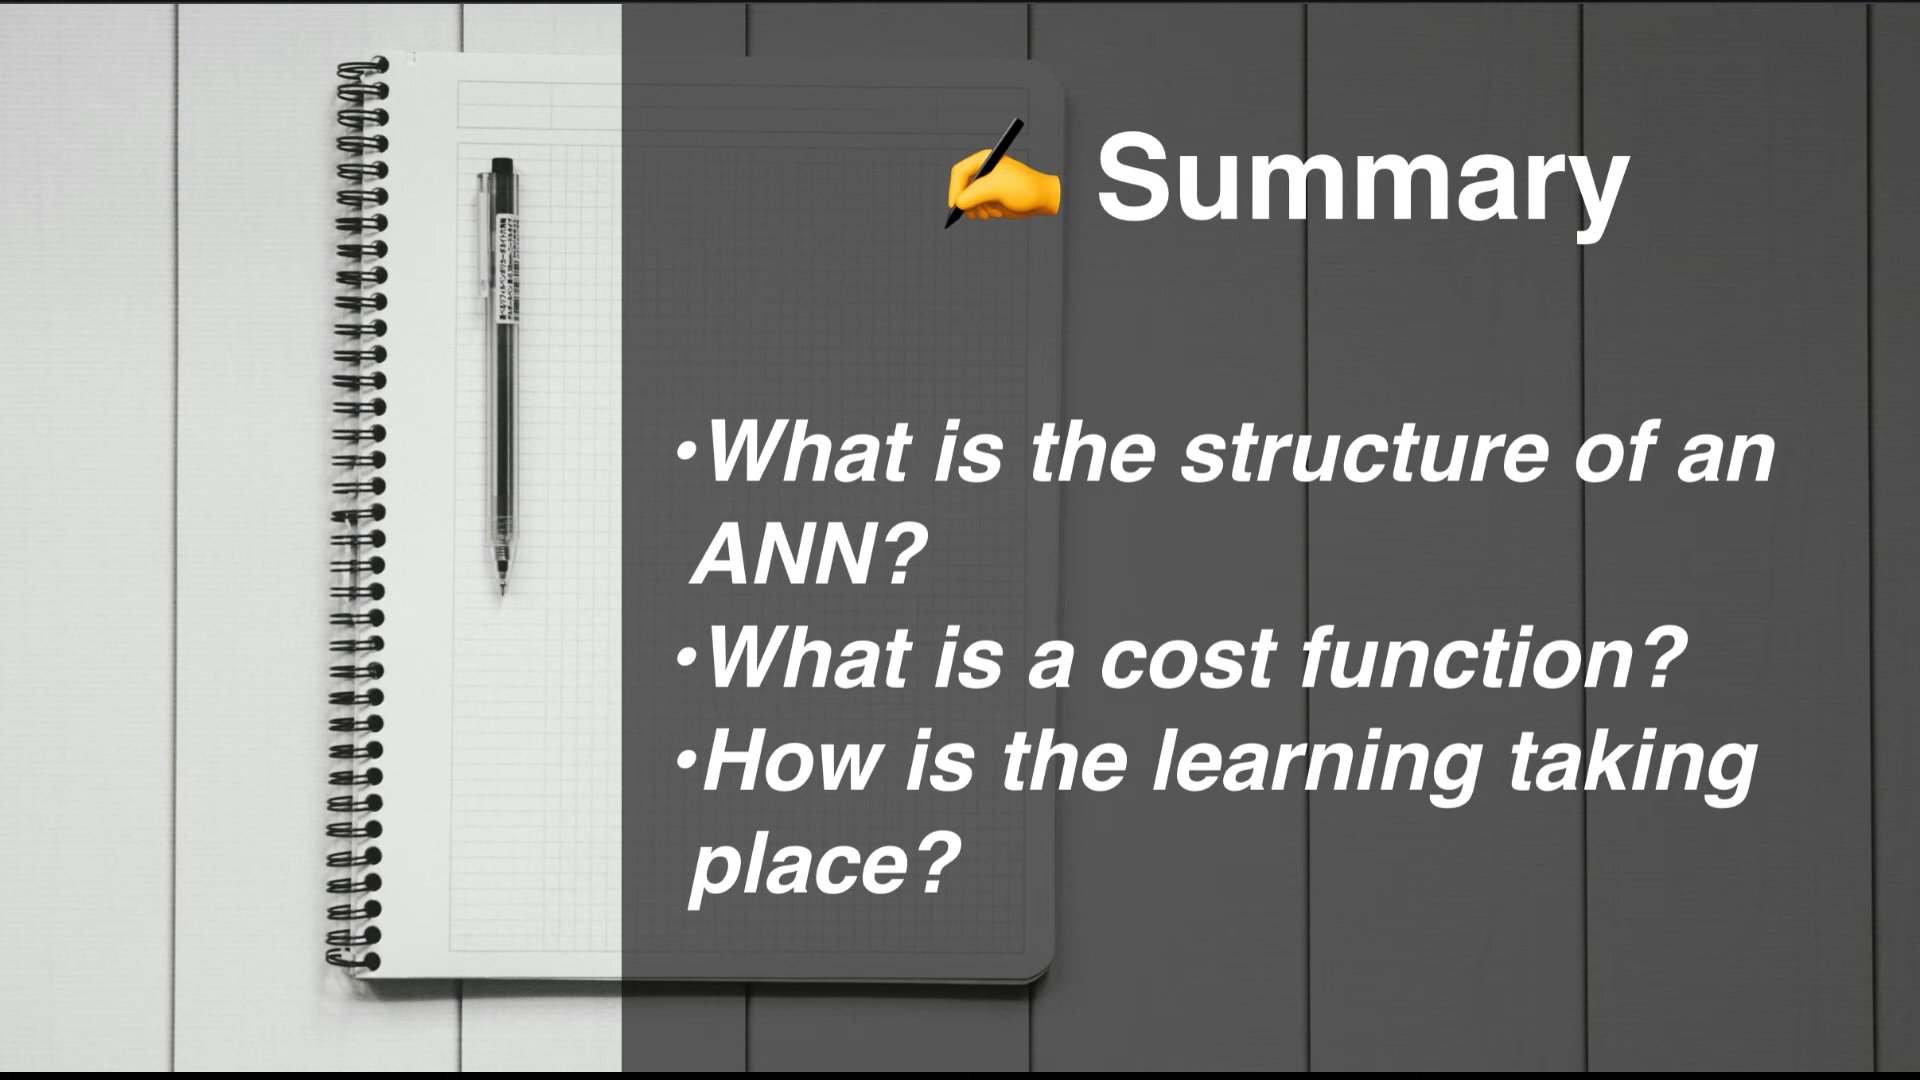 ✍️ Summary
•What is the structure of an
ANN?
•What is a cost function?
•How is the learning taking
place?